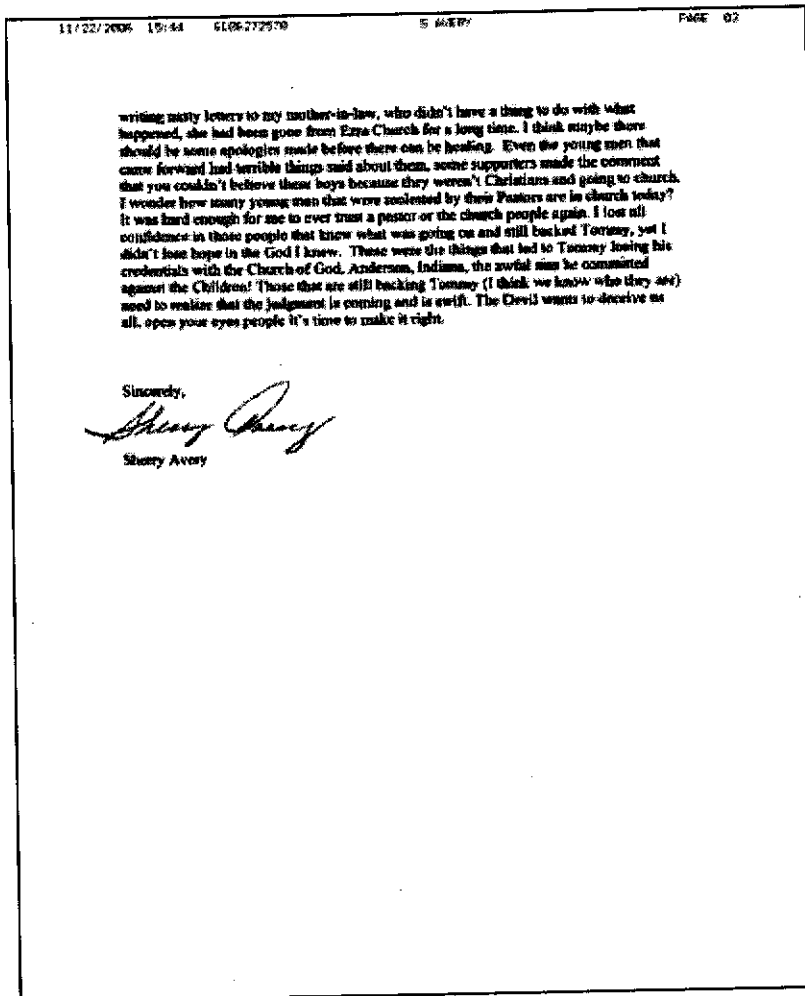 11/22/2006 15:44 6106272570 S AVERY PAGE 02
writing nasty letters to my mother-in-law, who didn't have a thing to do with what
happened, she had been gone from Ezra Church for a long time. I think maybe there
should be some apologies made before there can be healing. Even the young men that
came forward had terrible things said about them, some supporters made the comment
that you couldn't believe these boys because they weren't Christians and going to church.
I wonder how many young men that were molested by their Pastors are in church today?
It was hard enough for me to ever trust a pastor or the church people again. I lost all
confidence in those people that knew what was going on and still backed Tommy, yet I
didn't lose hope in the God I knew. These were the things that led to Tommy losing his
credentials with the Church of God, Anderson, Indiana, the awful sins he committed
against the Children! Those that are still backing Tommy (I think we know who they are)
need to realize that the judgment is coming and is swift. The Devil wants to deceive us
all, open your eyes people it's time to make it right.
Sincerely,
Sherry Avery
Sherry Avery